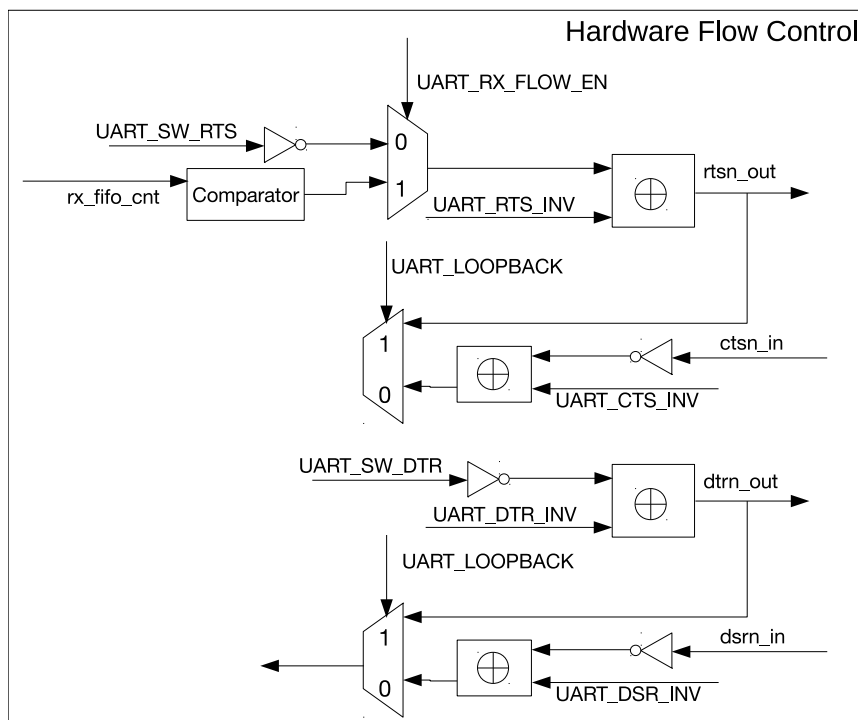 Hardware Flow Control
UART_RX_FLOW_EN
UART_SW_RTS
0
rx_fifo_cnt
Comparator
1
UART_RTS_INV
rtsn_out
UART_LOOPBACK
1
ctsn_in
0
UART_CTS_INV
UART_SW_DTR
dtrn_out
UART_DTR_INV
UART_LOOPBACK
1
dsrn_in
0
UART_DSR_INV